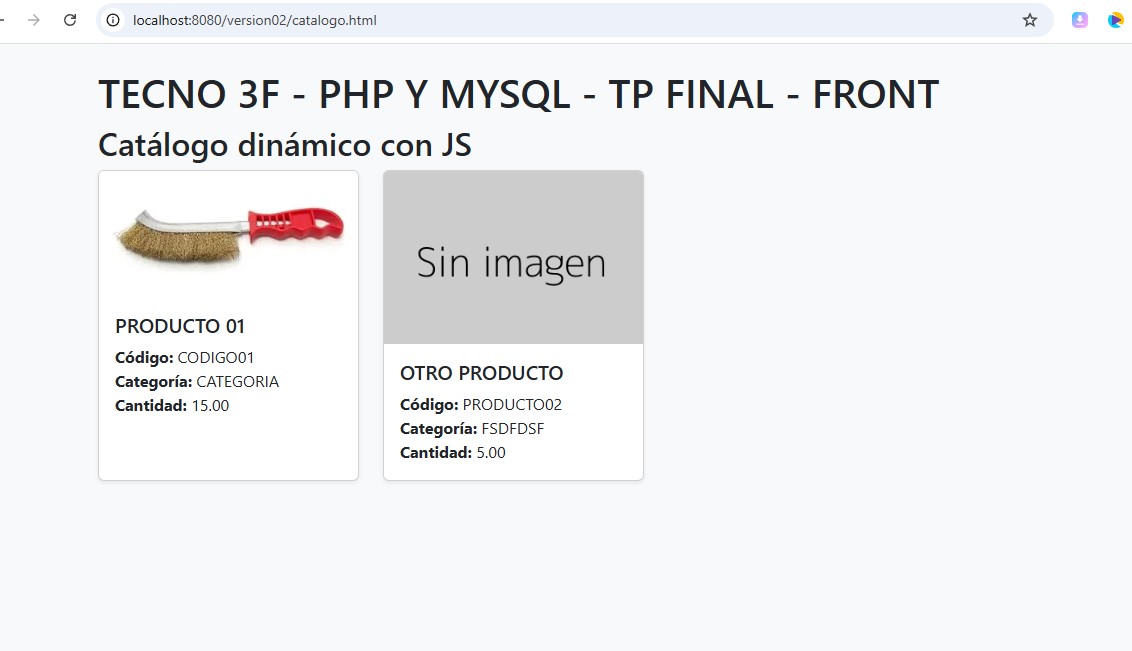 localhost:8080/version02/catalogo.html
TECNO 3F - PHP Y MYSQL - TP FINAL - FRONT
Catálogo dinámico con JS
PRODUCTO 01
Código: CODIGO01
Categoría: CATEGORIA
Cantidad: 15.00
Sin imagen
OTRO PRODUCTO
Código: PRODUCTO02
Categoría: FSDFDSF
Cantidad: 5.00